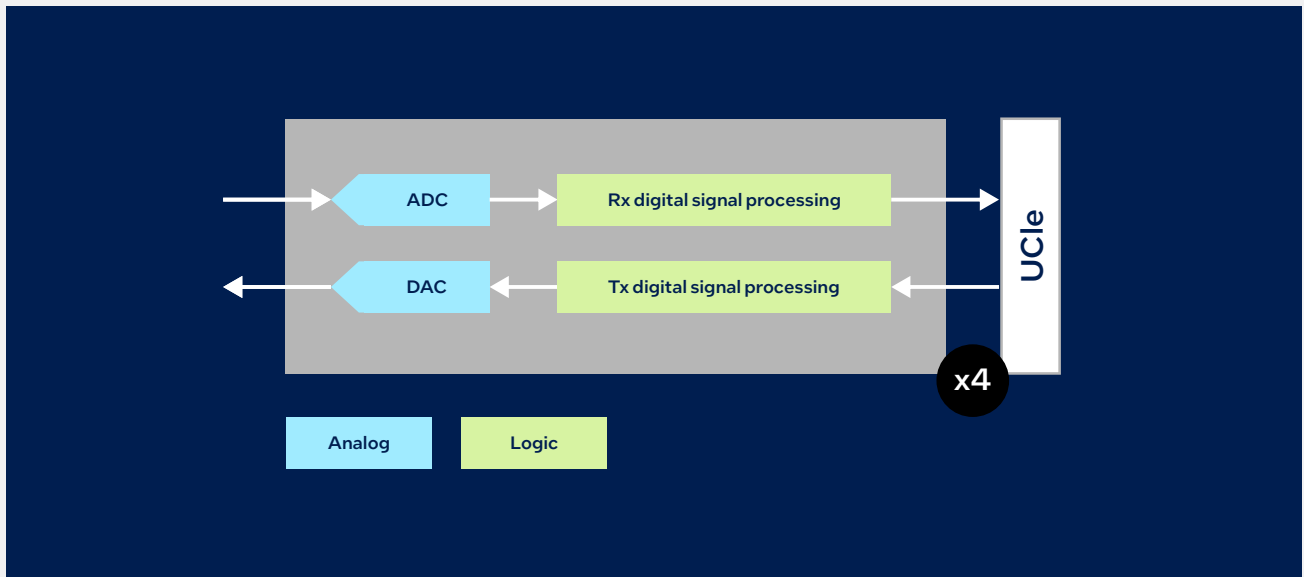 ADC
Rx digital signal processing
DAC
Tx digital signal processing
UCIe
x4
Analog
Logic